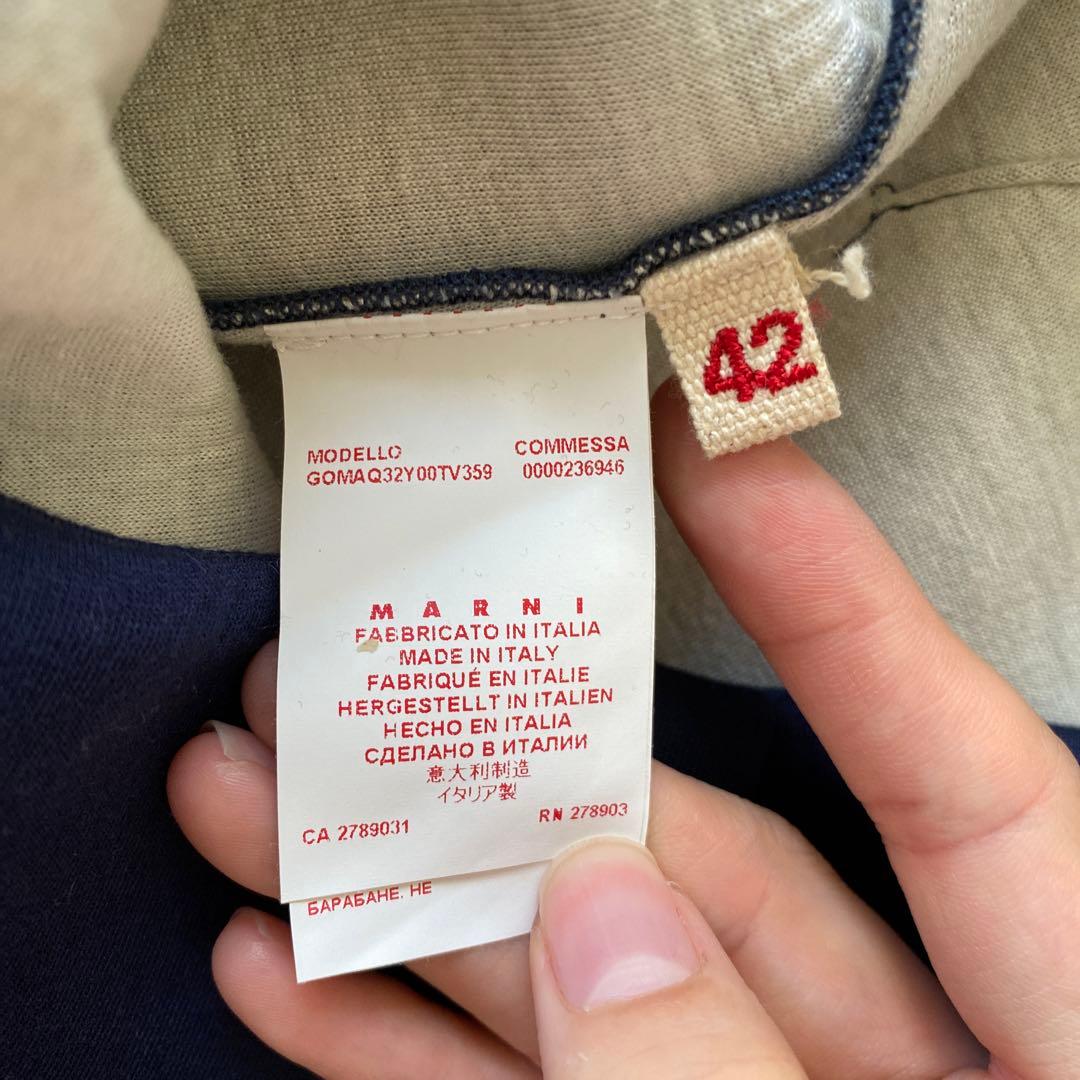 42
MODELLO COMMESSA
GOMAQ32Y00TV359 0000236946
MARNI
FABBRICATO IN ITALIA
MADE IN ITALY
FABRIQUÉ EN ITALIE
HERGESTELLT IN ITALIEN
HECHO EN ITALIA
СДЕЛАНО В ИТАЛИИ
意大利制造
イタリア製
CA 2789031 RN 278903
БАРАБАНЕ. НЕ